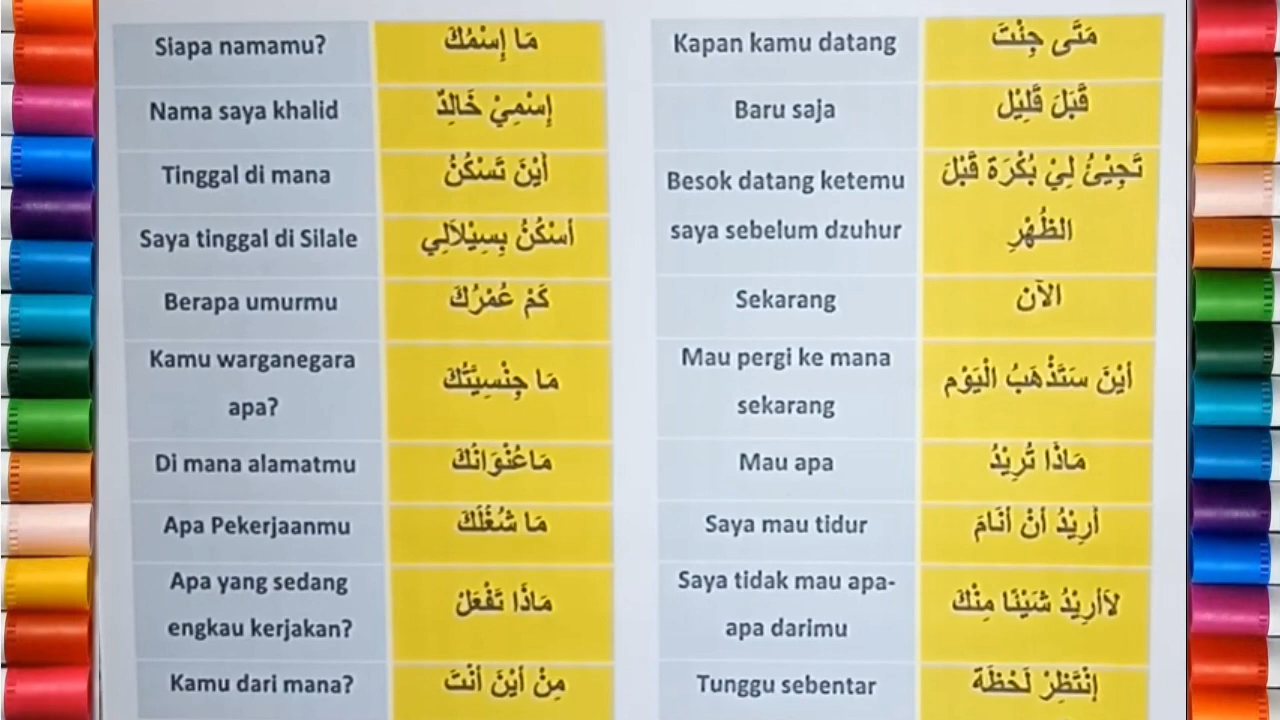 Siapa namamu? مَا إِسْمُكَ
Nama saya khalid إِسْمِيْ خَالِدٌ
Tinggal di mana أَيْنَ تَسْكُنُ
Saya tinggal di Silale أَسْكُنُ بِسِيْلاَلِي
Berapa umurmu كَمْ عُمْرُكَ
Kamu warganegara
apa? مَا جِنْسِيَّتُكَ
Di mana alamatmu مَاعُنْوَانُكَ
Apa Pekerjaanmu مَا شُغْلُكَ
Apa yang sedang
engkau kerjakan? مَاذَا تَفْعَلْ
Kamu dari mana? مِنْ أَيْنَ أَنْتَ
Kapan kamu datang مَتَى جِئْتَ
Baru saja قَبَلَ قَلِيْل
Besok datang ketemu تَجِيْئُ لِيْ بُكْرَة قَبْلَ
saya sebelum dzuhur الظُهْرِ
Sekarang الآن
Mau pergi ke mana
sekarang أَيْنَ سَتَذْهَبُ الْيَوْم
Mau apa مَاذَا تُرِيْدُ
Saya mau tidur أُرِيْدُ أَنْ أَنَامَ
Saya tidak mau apa-
apa darimu لاَأُرِيْدُ شَيْئًا مِنْكَ
Tunggu sebentar إِنْتَظِرْ لَحْظَة